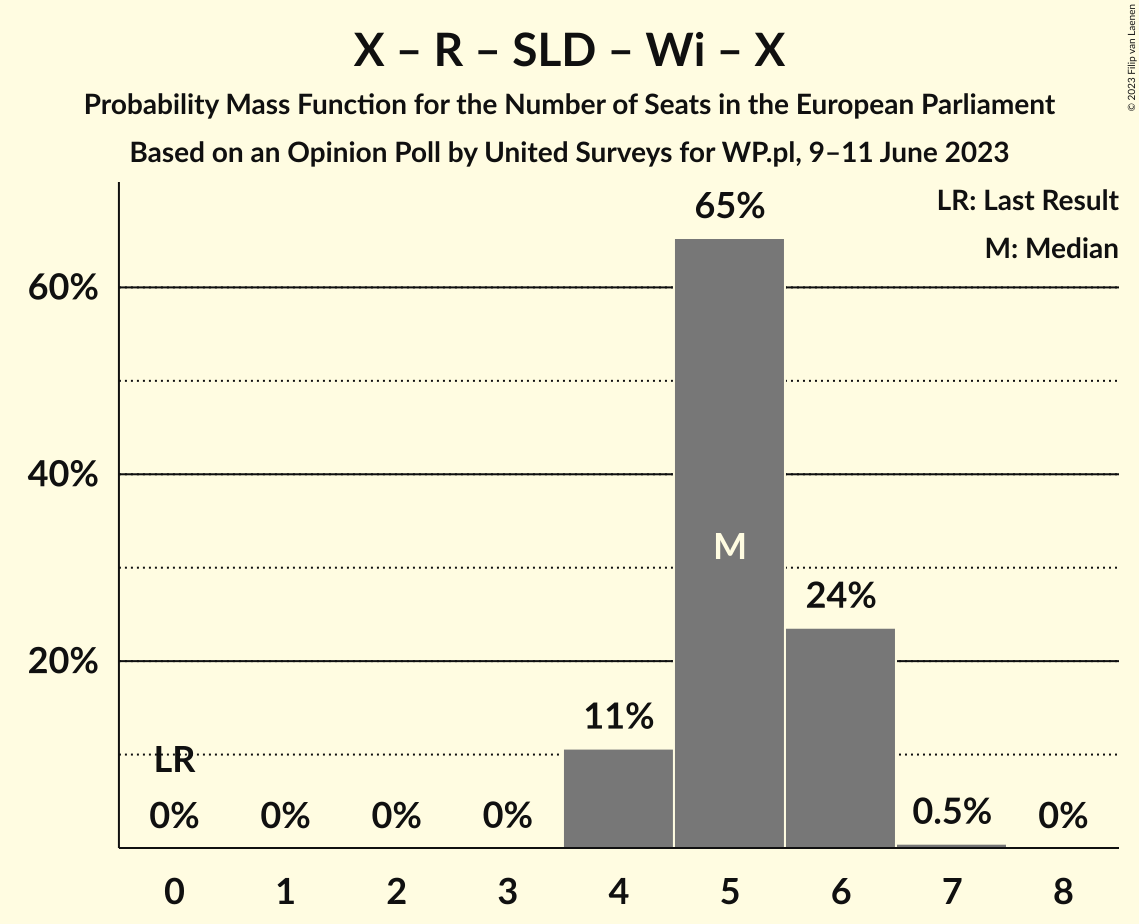 X – R – SLD – Wi – X
Probability Mass Function for the Number of Seats in the European Parliament
Based on an Opinion Poll by United Surveys for WP.pl, 9–11 June 2023
© 2023 Filip van Laenen
LR: Last Result
M: Median
65%
60%
40%
M
24%
20%
11%
LR
0%
0%
0%
0%
0.5%
0%
0
1
2
3
4
5
6
7
8